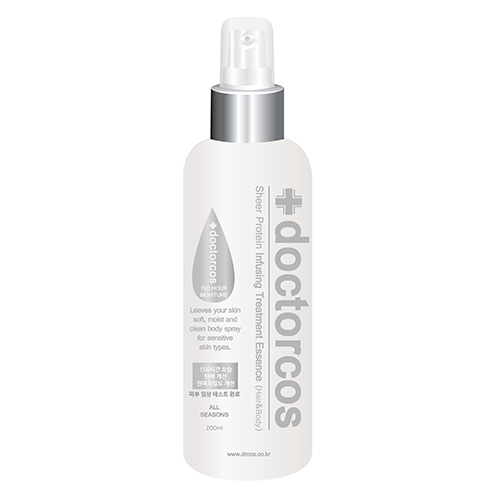 doctorcos
Sheer Protein Infusing Treatment Essence (Hair&Body)
doctorcos
150 HOUR
MOISTURE
Leaves your skin
soft, moist and
clean body spray
for sensitive
skin types.
150시간 보습
탄력 개선
피부 임상 테스트 완료
ALL
SEASONS
200ml
www.drcos.co.kr